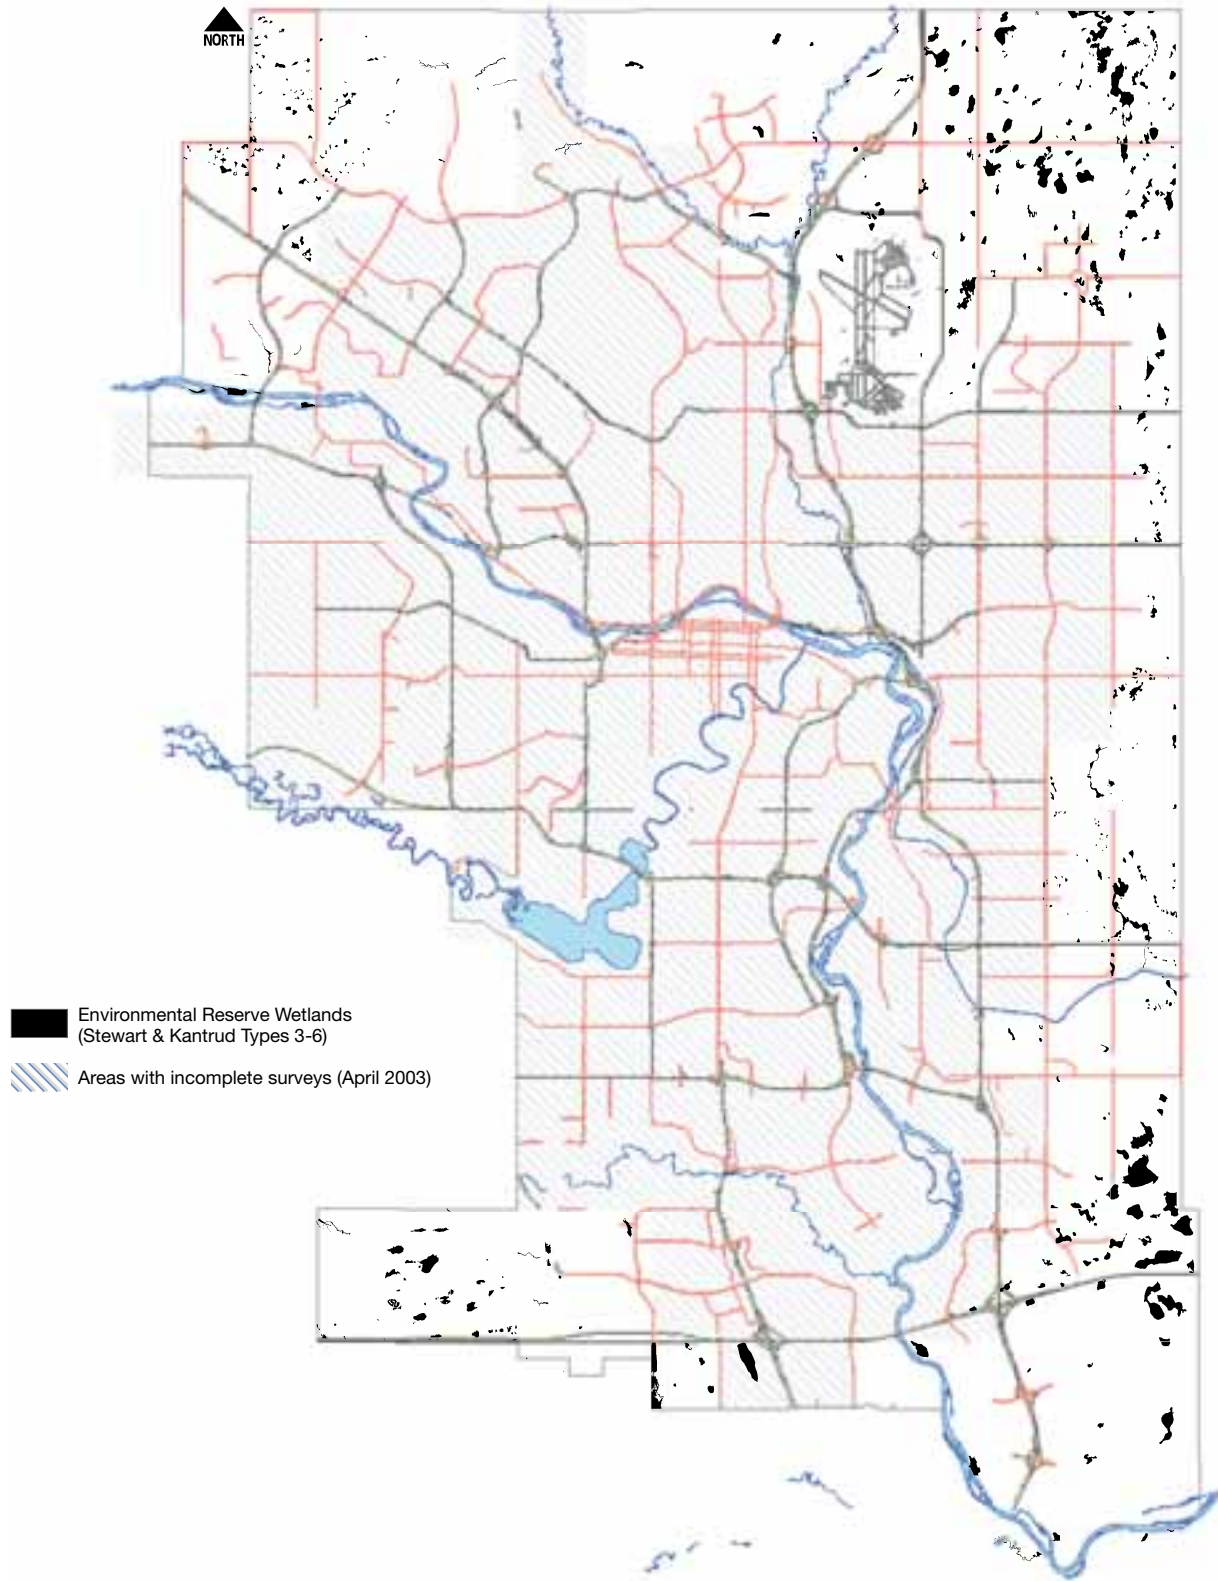 NORTH
Environmental Reserve Wetlands
(Stewart & Kantrud Types 3-6)
Areas with incomplete surveys (April 2003)